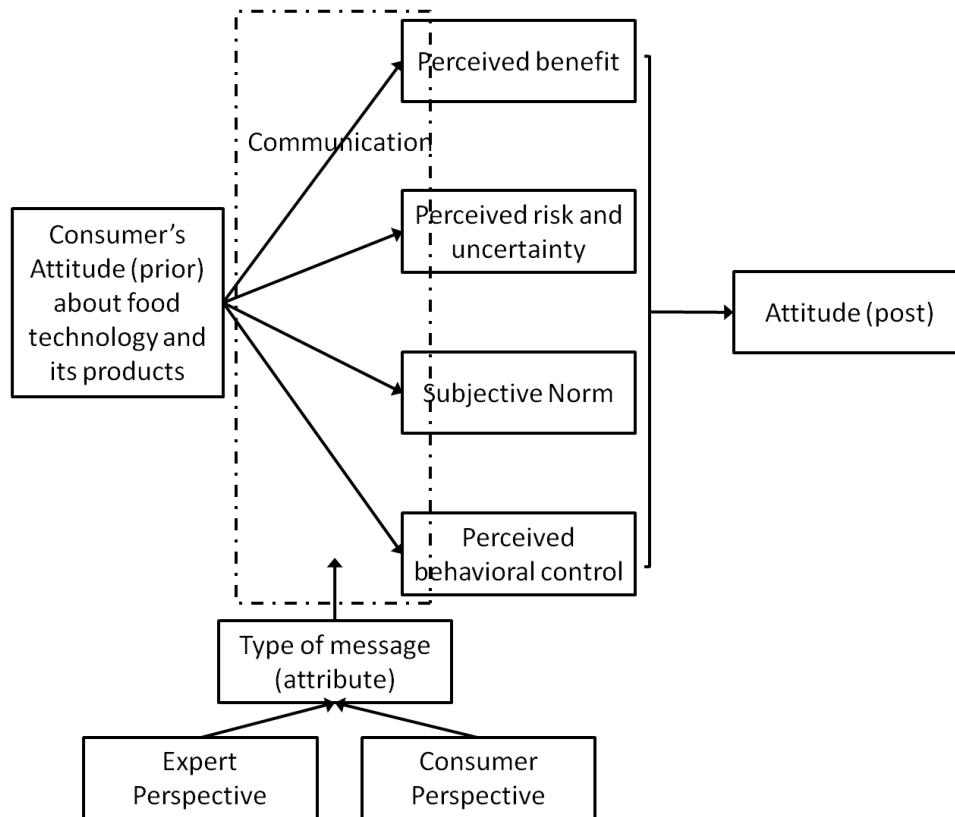 Perceived benefit
Communication
Consumer’s
Attitude (prior)
about food
technology and
its products
Perceived risk and
uncertainty
Attitude (post)
Subjective Norm
Perceived
behavioral control
Type of message
(attribute)
Expert
Perspective
Consumer
Perspective